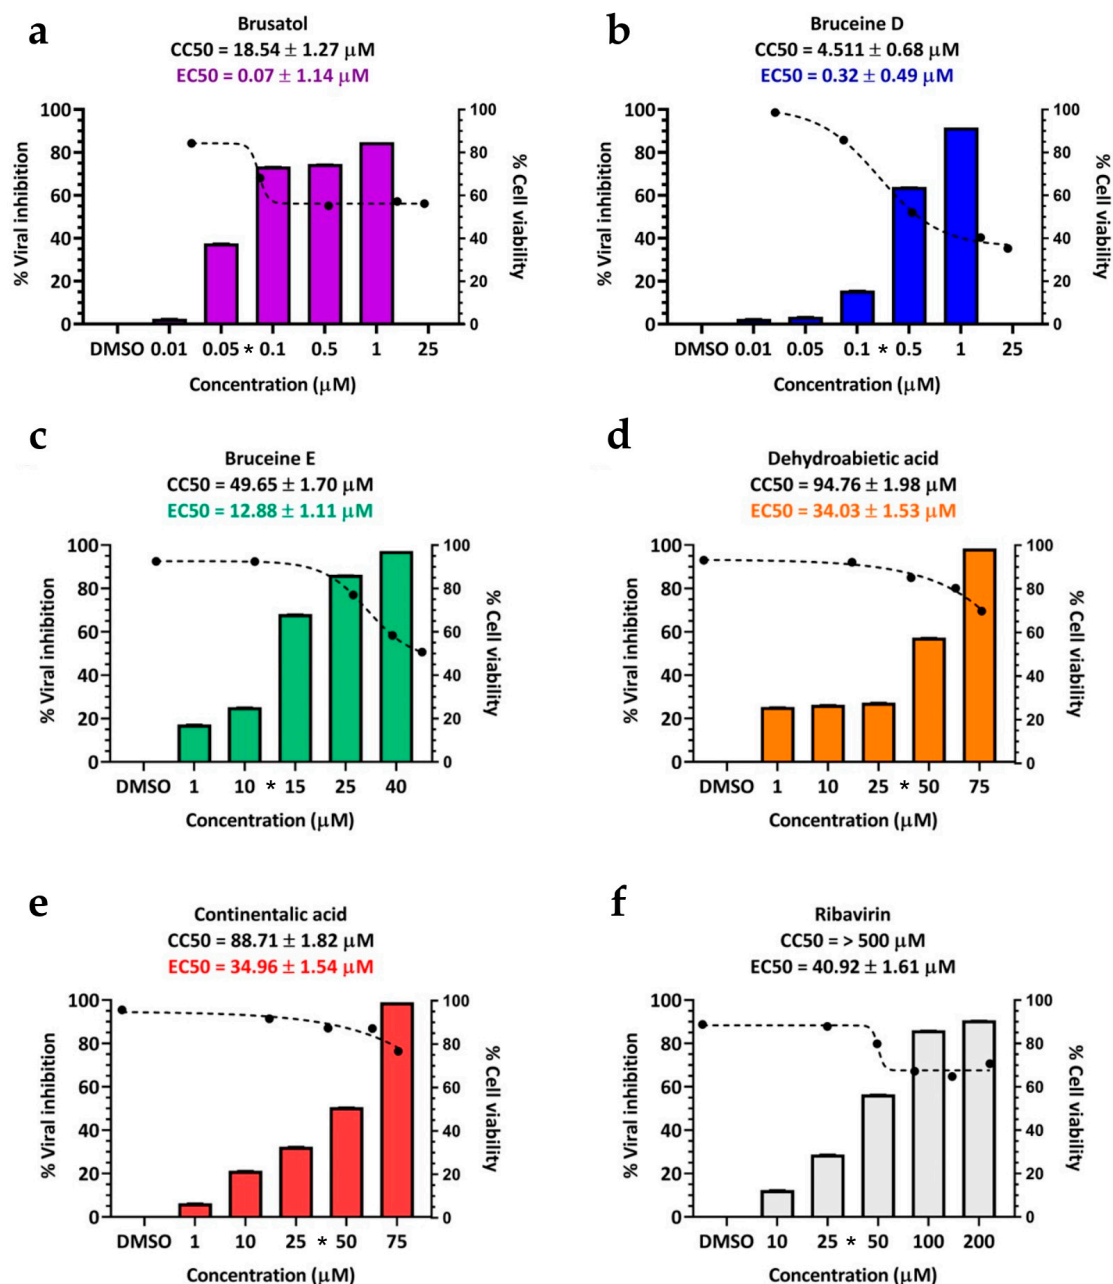 a
Brusatol
CC50 = 18.54 ± 1.27 μM
EC50 = 0.07 ± 1.14 μM
% Viral inhibition
100
80
60
40
20
0
100
80
60
40
20
0
% Cell viability
DMSO 0.01 0.05 * 0.1 0.5 1 25
Concentration (μM)
b
Bruceine D
CC50 = 4.511 ± 0.68 μM
EC50 = 0.32 ± 0.49 μM
% Viral inhibition
100
80
60
40
20
0
100
80
60
40
20
0
% Cell viability
DMSO 0.01 0.05 0.1 * 0.5 1 25
Concentration (μM)
c
Bruceine E
CC50 = 49.65 ± 1.70 μM
EC50 = 12.88 ± 1.11 μM
% Viral inhibition
100
80
60
40
20
0
100
80
60
40
20
0
% Cell viability
DMSO 1 10 * 15 25 40
Concentration (μM)
d
Dehydroabietic acid
CC50 = 94.76 ± 1.98 μM
EC50 = 34.03 ± 1.53 μM
% Viral inhibition
100
80
60
40
20
0
100
80
60
40
20
0
% Cell viability
DMSO 1 10 25 * 50 75
Concentration (μM)
e
Continentalic acid
CC50 = 88.71 ± 1.82 μM
EC50 = 34.96 ± 1.54 μM
% Viral inhibition
100
80
60
40
20
0
100
80
60
40
20
0
% Cell viability
DMSO 1 10 25 * 50 75
Concentration (μM)
f
Ribavirin
CC50 = > 500 μM
EC50 = 40.92 ± 1.61 μM
% Viral inhibition
100
80
60
40
20
0
100
80
60
40
20
0
% Cell viability
DMSO 10 25 * 50 100 200
Concentration (μM)